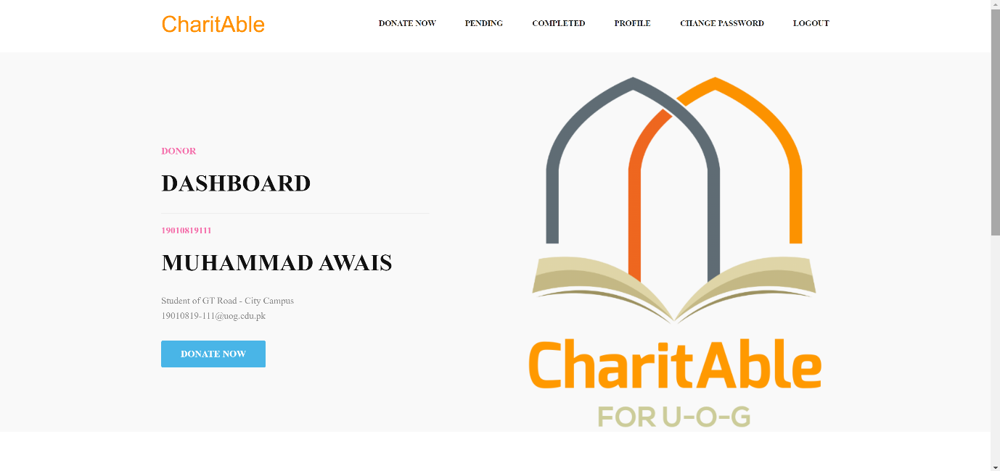 CharitAble
DONATE NOW PENDING COMPLETED PROFILE CHANGE PASSWORD LOGOUT
DONOR
DASHBOARD
19010819111
MUHAMMAD AWAIS
Student of GT Road - City Campus
19010819-111@uog.edu.pk
DONATE NOW
CharitAble
FOR U-O-G